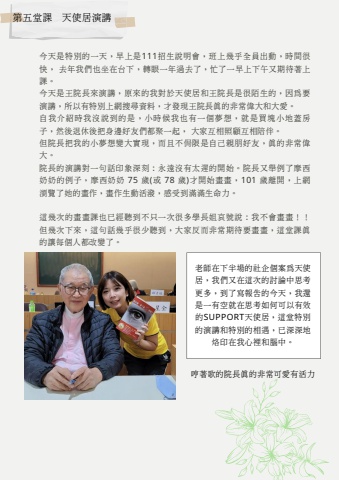 第五堂課　天使居演講
今天是特別的一天，早上是111招生說明會，班上幾乎全員出動，時間很
快， 去年我們也坐在台下，轉眼一年過去了，忙了一早上下午又期待著上
課。
今天是王院長來演講，原來的我對於天使居和王院長是很陌生的，因為要
演講，所以有特別上網搜尋資料，才發現王院長真的非常偉大和大愛。
自我介紹時我沒說到的是，小時候我也有一個夢想，就是買塊小地蓋房
子，然後退休後把身邊好友們都聚一起， 大家互相照顧互相陪伴。
但院長把我的小夢想變大實現，而且不侷限是自己親朋好友，真的非常偉
大。
院長的演講對一句話印象深刻：永遠沒有太遲的開始。院長又舉例了摩西
奶奶的例子，摩西奶奶 75 歲(或 78 歲)才開始畫畫，101 歲離開，上網
瀏覽了她的畫作，畫作生動活潑，感受到滿滿生命力。
這幾次的畫畫課也已經聽到不只一次很多學長姐哀號說：我不會畫畫！！
但幾次下來，這句話幾乎很少聽到，大家反而非常期待要畫畫，這堂課真
的讓每個人都改變了。
老師在下半場的社企個案為天使
居，我們又在這次的討論中思考
更多，到了寫報告的今天，我還
是一有空就在思考如何可以有效
的SUPPORT天使居，這堂特別
的演講和特別的相遇，已深深地
烙印在我心裡和腦中。
哼著歌的院長真的非常可愛有活力